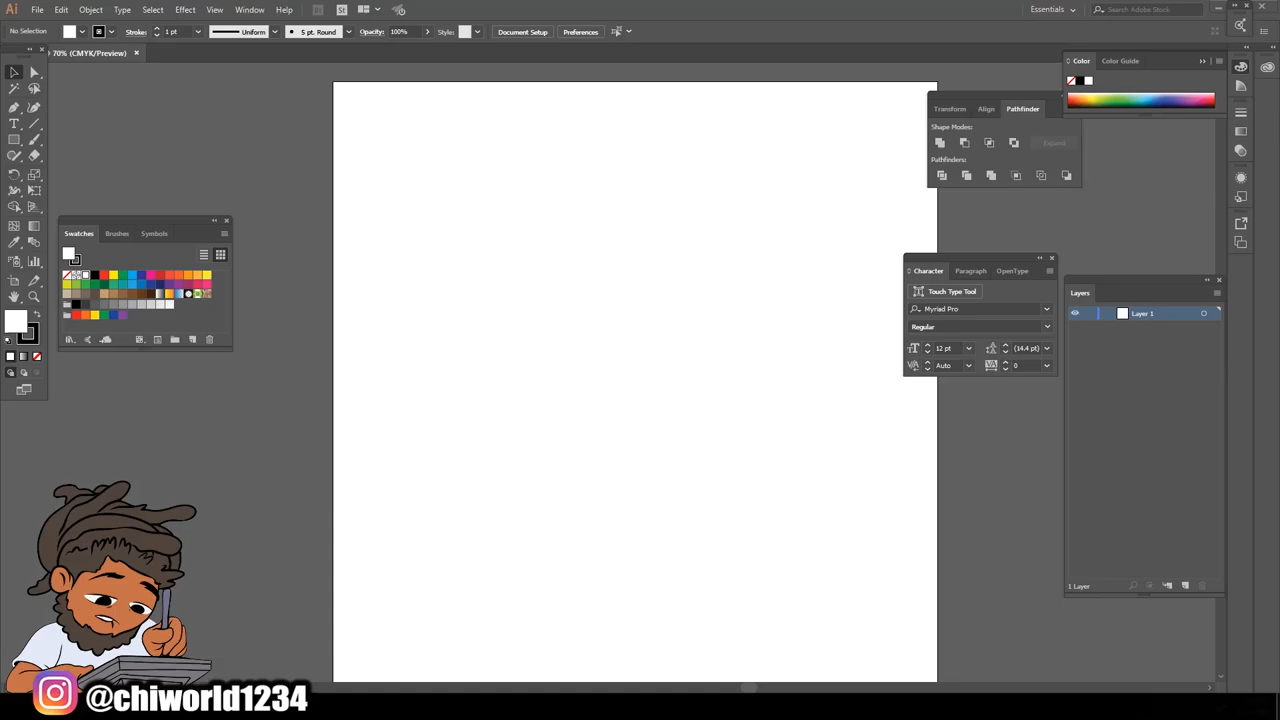 Ai File Edit Object Type Select Effect View Window Help Br St Essentials Search Adobe Stock
No Selection Stroke: 1 pt Uniform 5 pt. Round Opacity: 100% Style: Document Setup Preferences
70% (CMYK/Preview)
Color Color Guide
Transform Align Pathfinder
Shape Modes:
Expand
Pathfinders:
Swatches Brushes Symbols
Character Paragraph OpenType
Touch Type Tool
Myriad Pro
Regular
12 pt (14.4 pt)
Auto 0
Layers
Layer 1
1 Layer
@chiworld1234